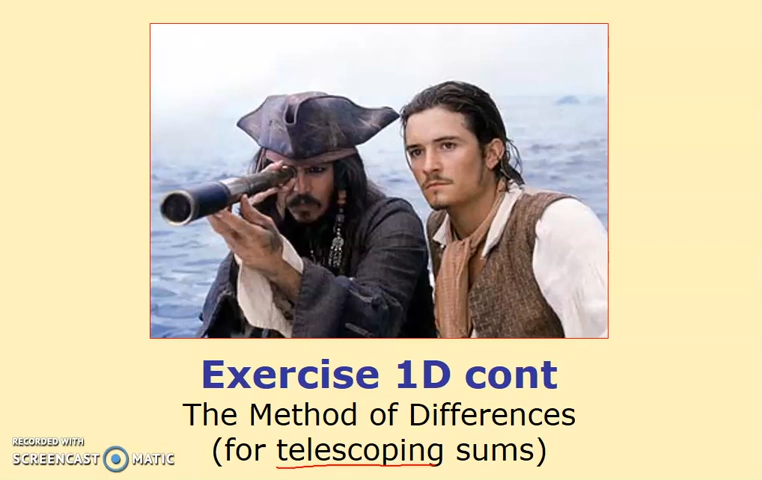 Exercise 1D cont
The Method of Differences
(for telescoping sums)
RECORDED WITH
SCREENCAST MATIC